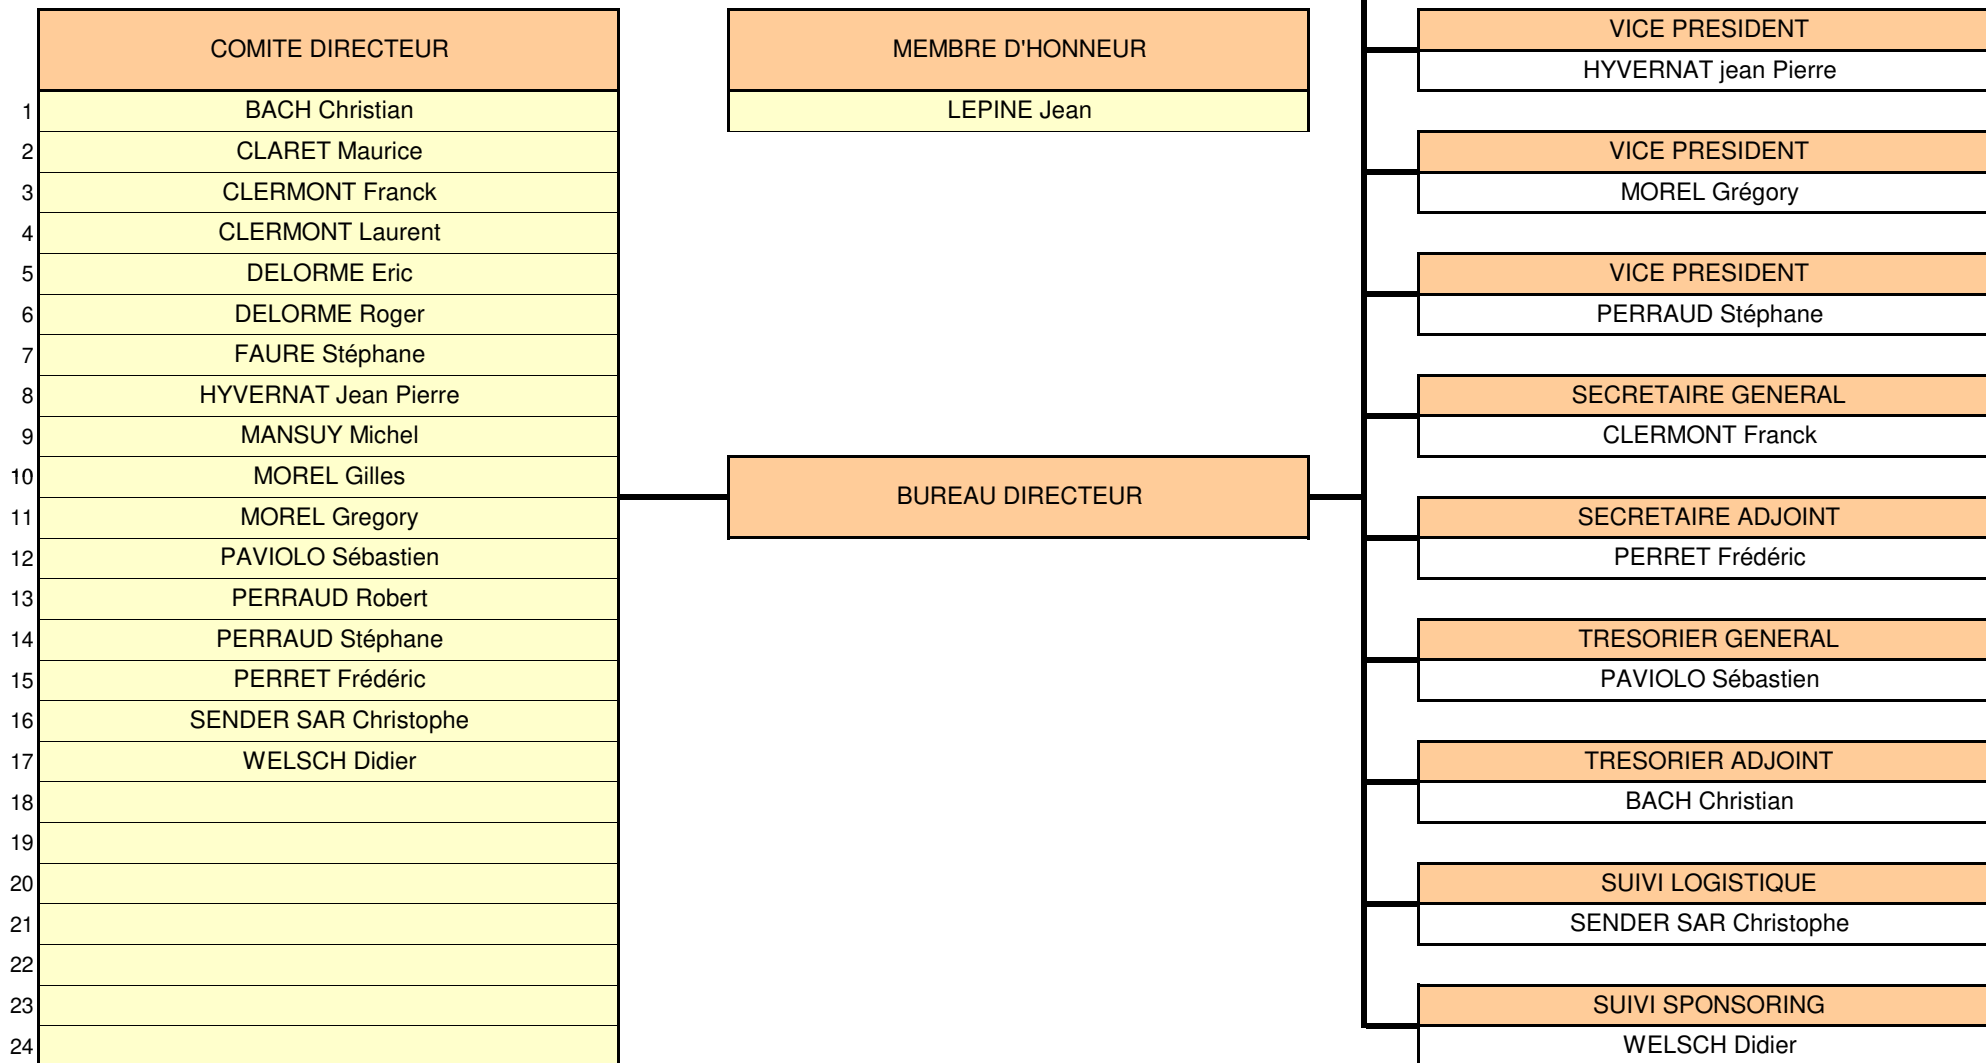 COMITE DIRECTEUR
1 BACH Christian
2 CLARET Maurice
3 CLERMONT Franck
4 CLERMONT Laurent
5 DELORME Eric
6 DELORME Roger
7 FAURE Stéphane
8 HYVERNAT Jean Pierre
9 MANSUY Michel
10 MOREL Gilles
11 MOREL Gregory
12 PAVIOLO Sébastien
13 PERRAUD Robert
14 PERRAUD Stéphane
15 PERRET Frédéric
16 SENDER SAR Christophe
17 WELSCH Didier
18
19
20
21
22
23
24
MEMBRE D'HONNEUR
LEPINE Jean
BUREAU DIRECTEUR
VICE PRESIDENT
HYVERNAT jean Pierre
VICE PRESIDENT
MOREL Grégory
VICE PRESIDENT
PERRAUD Stéphane
SECRETAIRE GENERAL
CLERMONT Franck
SECRETAIRE ADJOINT
PERRET Frédéric
TRESORIER GENERAL
PAVIOLO Sébastien
TRESORIER ADJOINT
BACH Christian
SUIVI LOGISTIQUE
SENDER SAR Christophe
SUIVI SPONSORING
WELSCH Didier